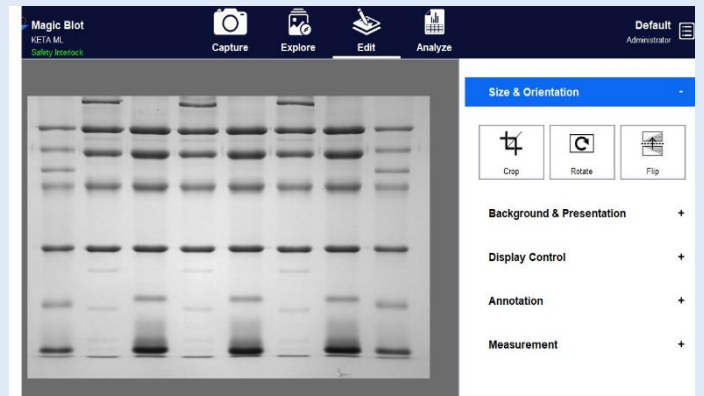 Magic Blot
KETA ML
Safety Interlock
Capture
Explore
Edit
Analyze
Default
Administrator
Size & Orientation -
Crop
Rotate
Flip
Background & Presentation +
Display Control +
Annotation +
Measurement +